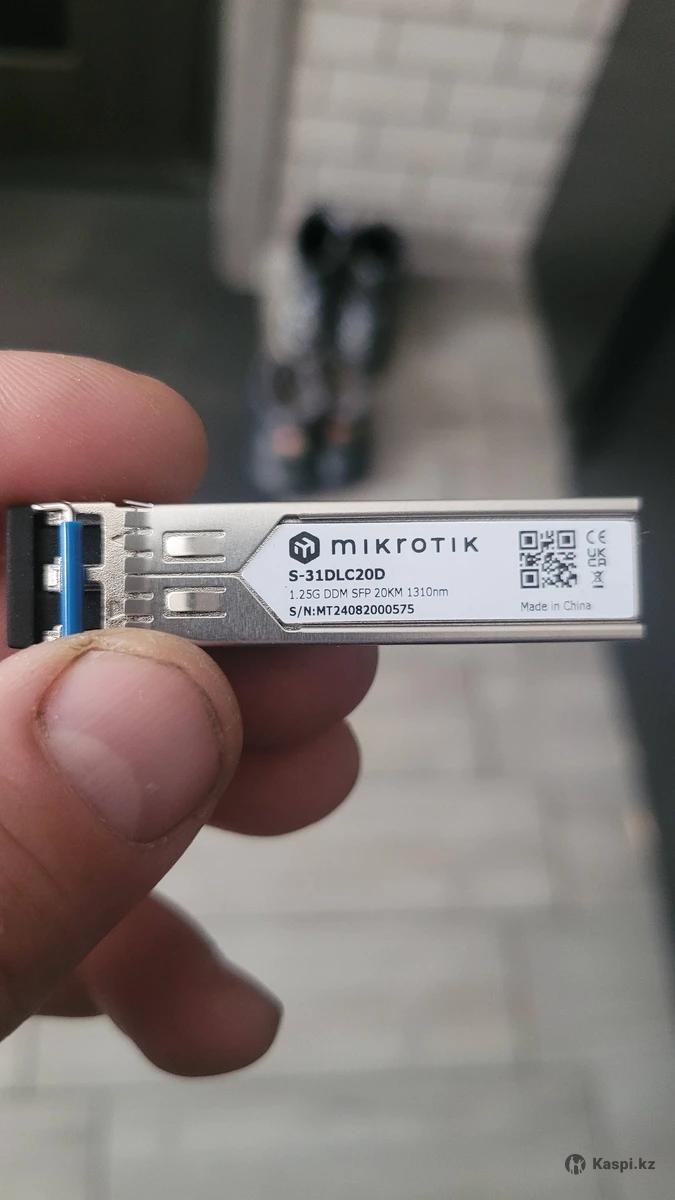 mikrotik
S-31DLC20D
1.25G DDM SFP 20KM 1310nm
S/N:MT24082000575
CE
UK
CA
Made in China
Kaspi.kz